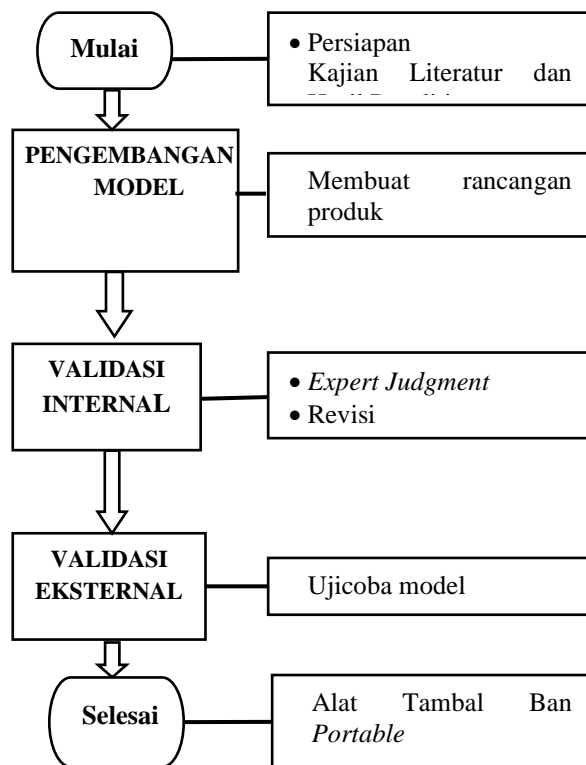 Mulai
• Persiapan
Kajian Literatur dan
PENGEMBANGAN
MODEL
Membuat rancangan
produk
VALIDASI
INTERNAL
• Expert Judgment
• Revisi
VALIDASI
EKSTERNAL
Ujicoba model
Selesai
Alat Tambal Ban
Portable